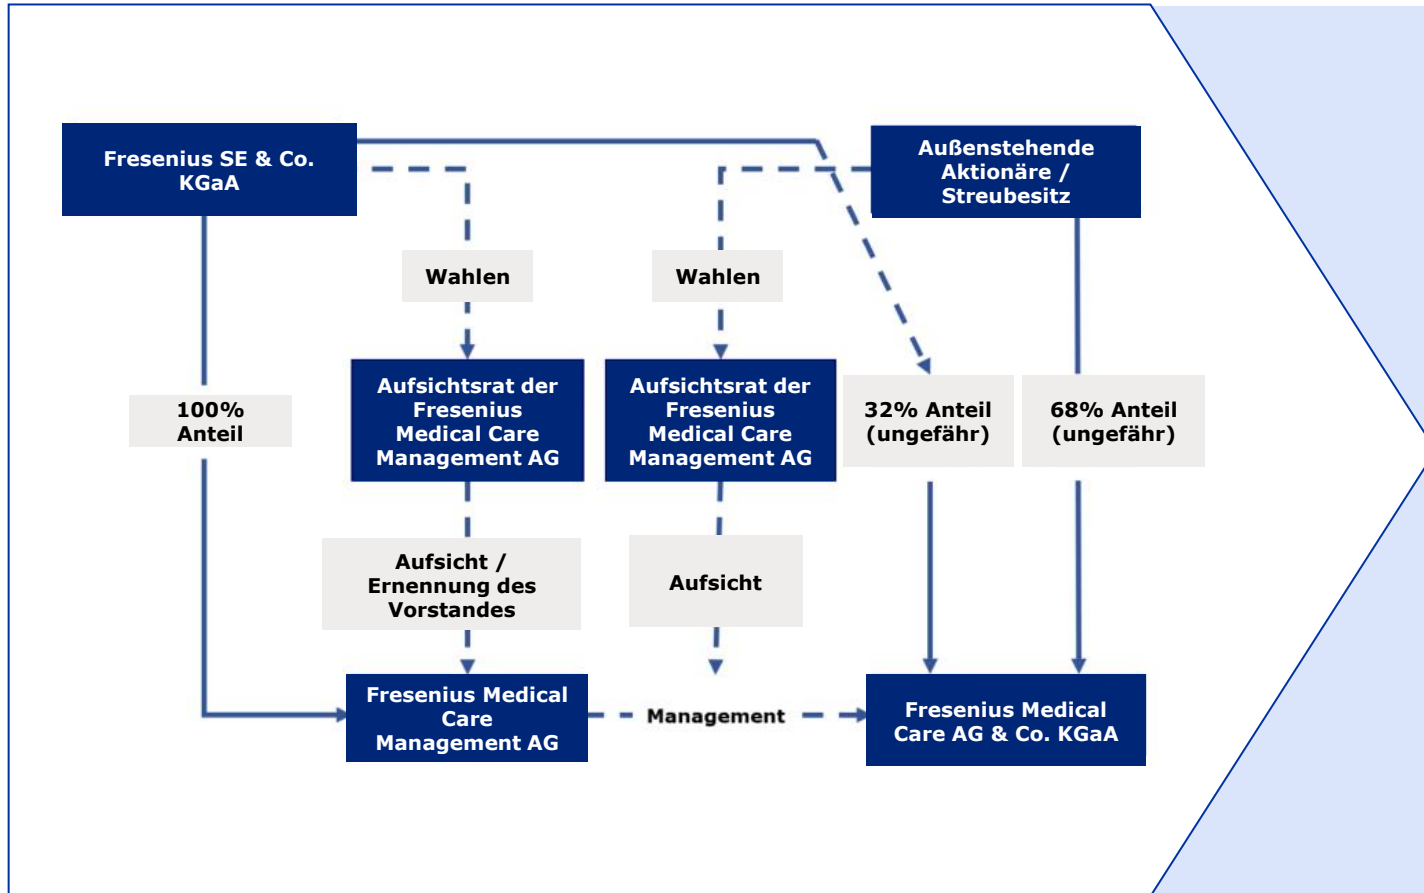 Fresenius SE & Co.
KGaA
Außenstehende
Aktionäre /
Streubesitz
Wahlen
Wahlen
Aufsichtsrat der
Fresenius
Medical Care
Management AG
Aufsichtsrat der
Fresenius
Medical Care
Management AG
100%
Anteil
32% Anteil
(ungefähr)
68% Anteil
(ungefähr)
Aufsicht /
Ernennung des
Vorstandes
Aufsicht
Fresenius Medical
Care
Management AG
Management
Fresenius Medical
Care AG & Co. KGaA